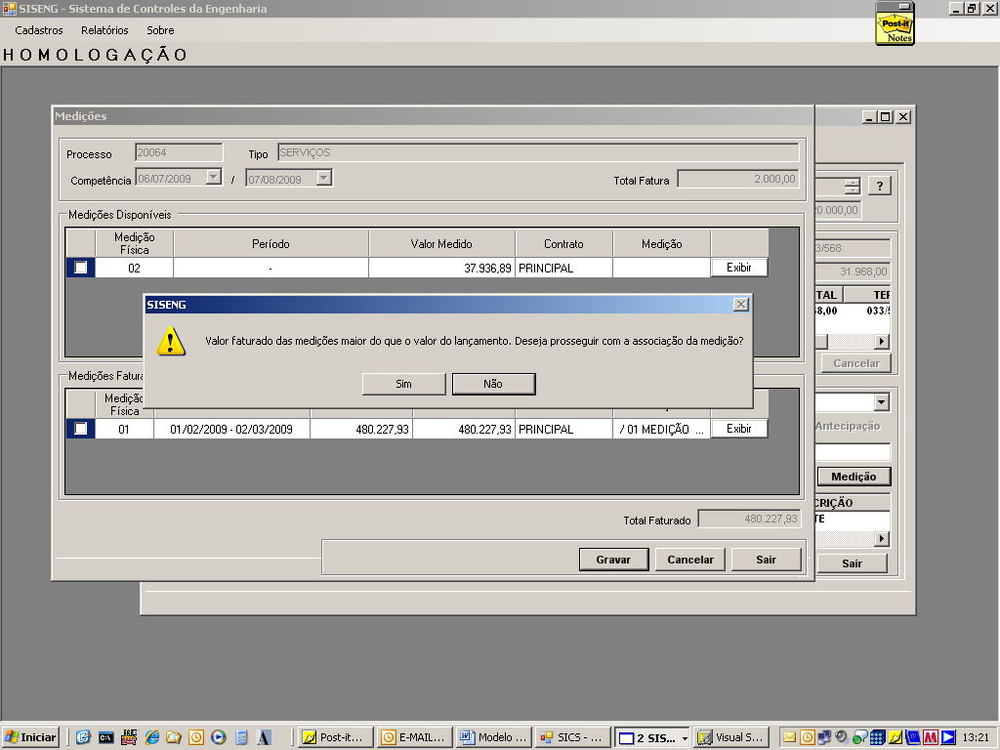 SISENG - Sistema de Controles da Engenharia
Cadastros Relatórios Sobre
Post-it Notes
HOMOLOGAÇÃO
Medições
Processo 20064 Tipo SERVIÇOS
Competência 06/07/2009 / 07/08/2009 Total Fatura 2.000,00
?
0.000,00
Medições Disponíveis
Medição Física Período Valor Medido Contrato Medição
02 - 37.936,89 PRINCIPAL Exibir
3/568
31.968,00
TAL TER
8,00 033/5
Cancelar
SISENG
Valor faturado das medições maior do que o valor do lançamento. Deseja prosseguir com a associação da medição?
Sim Não
Medições Fatura
Medição Física
01 01/02/2009 - 02/03/2009 480.227,93 480.227,93 PRINCIPAL / 01 MEDIÇÃO ... Exibir
Antecipação
Medição
CRIÇÃO
TE
Total Faturado 480.227,93
Gravar Cancelar Sair
Sair
Iniciar Post-it... E-MAIL... Modelo ... SICS - ... 2 SIS... Visual S... 13:21